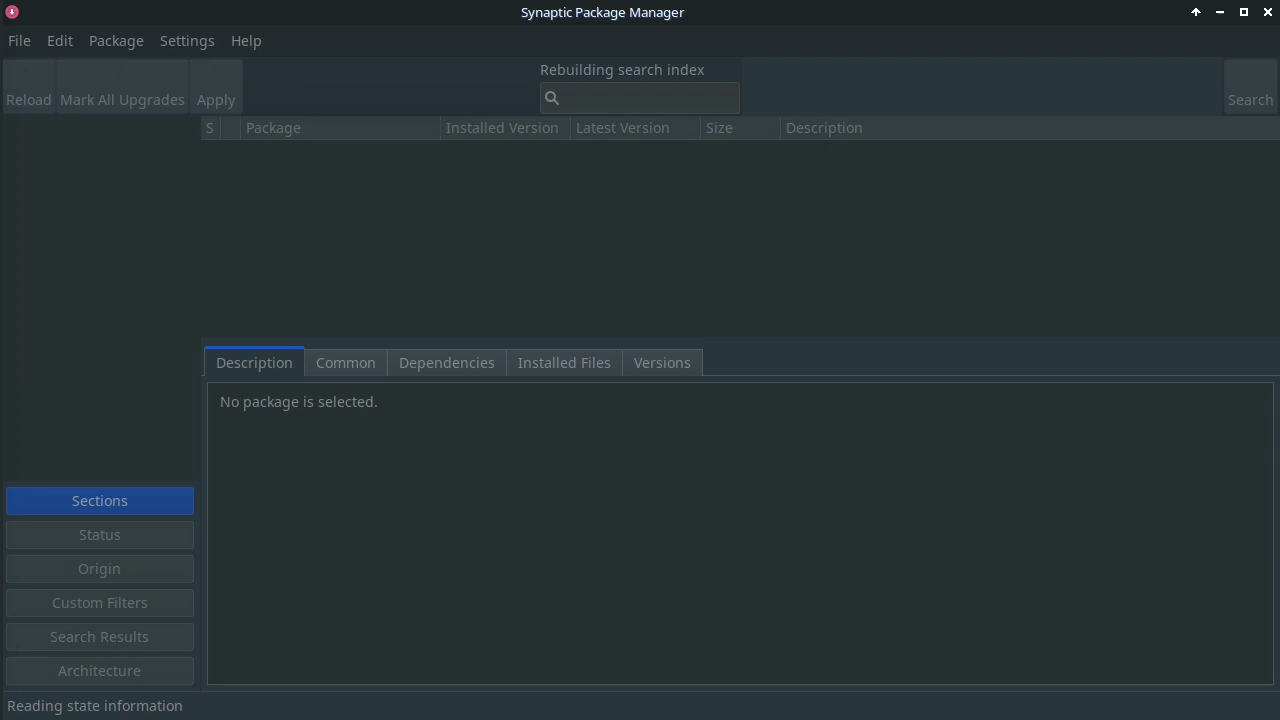 Synaptic Package Manager
File Edit Package Settings Help
Reload Mark All Upgrades Apply
Rebuilding search index
Search
S Package Installed Version Latest Version Size Description
Description Common Dependencies Installed Files Versions
No package is selected.
Sections
Status
Origin
Custom Filters
Search Results
Architecture
Reading state information